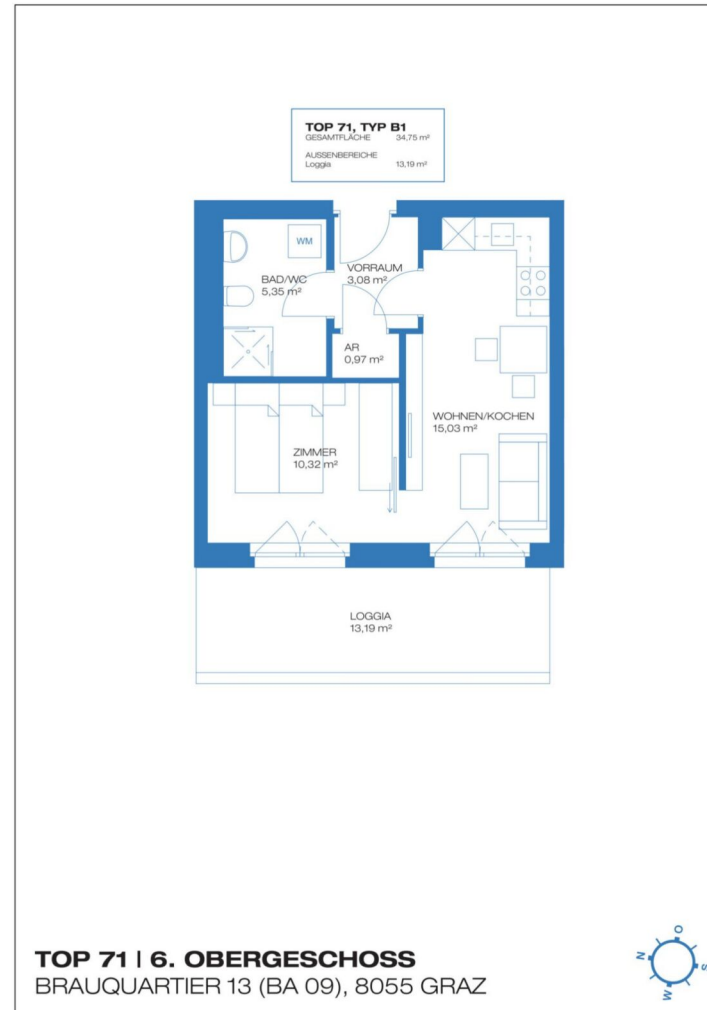 TOP 71, TYP B1
GESAMTFLÄCHE 34,75 m²
AUSSENBEREICHE
Loggia 13,19 m²
WM
BAD/WC
5,35 m²
VORRAUM
3,08 m²
AR
0,97 m²
WOHNEN/KOCHEN
15,03 m²
ZIMMER
10,32 m²
LOGGIA
13,19 m²
TOP 71 | 6. OBERGESCHOSS
BRAUQUARTIER 13 (BA 09), 8055 GRAZ
O
N
S
W